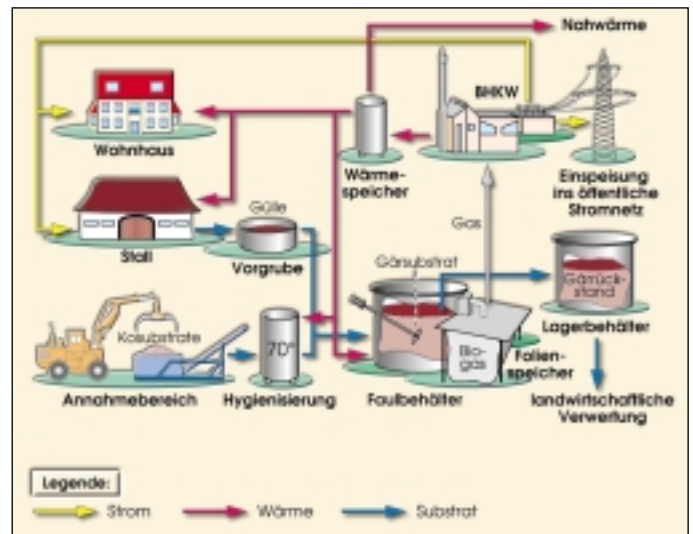 Nahwärme
BHKW
Wohnhaus
Wärme-
speicher
Einspeisung
ins öffentliche
Stromnetz
Gülle
Gas
Stall
Vorgrube
Gärsubstrat
Gärrück-
stand
Lagerbehälter
Kosubstrate
70°
Bio-
gas
Folien-
speicher
Annahmebereich
Hygienisierung
Faulbehälter
landwirtschaftliche
Verwertung
Legende:
Strom
Wärme
Substrat